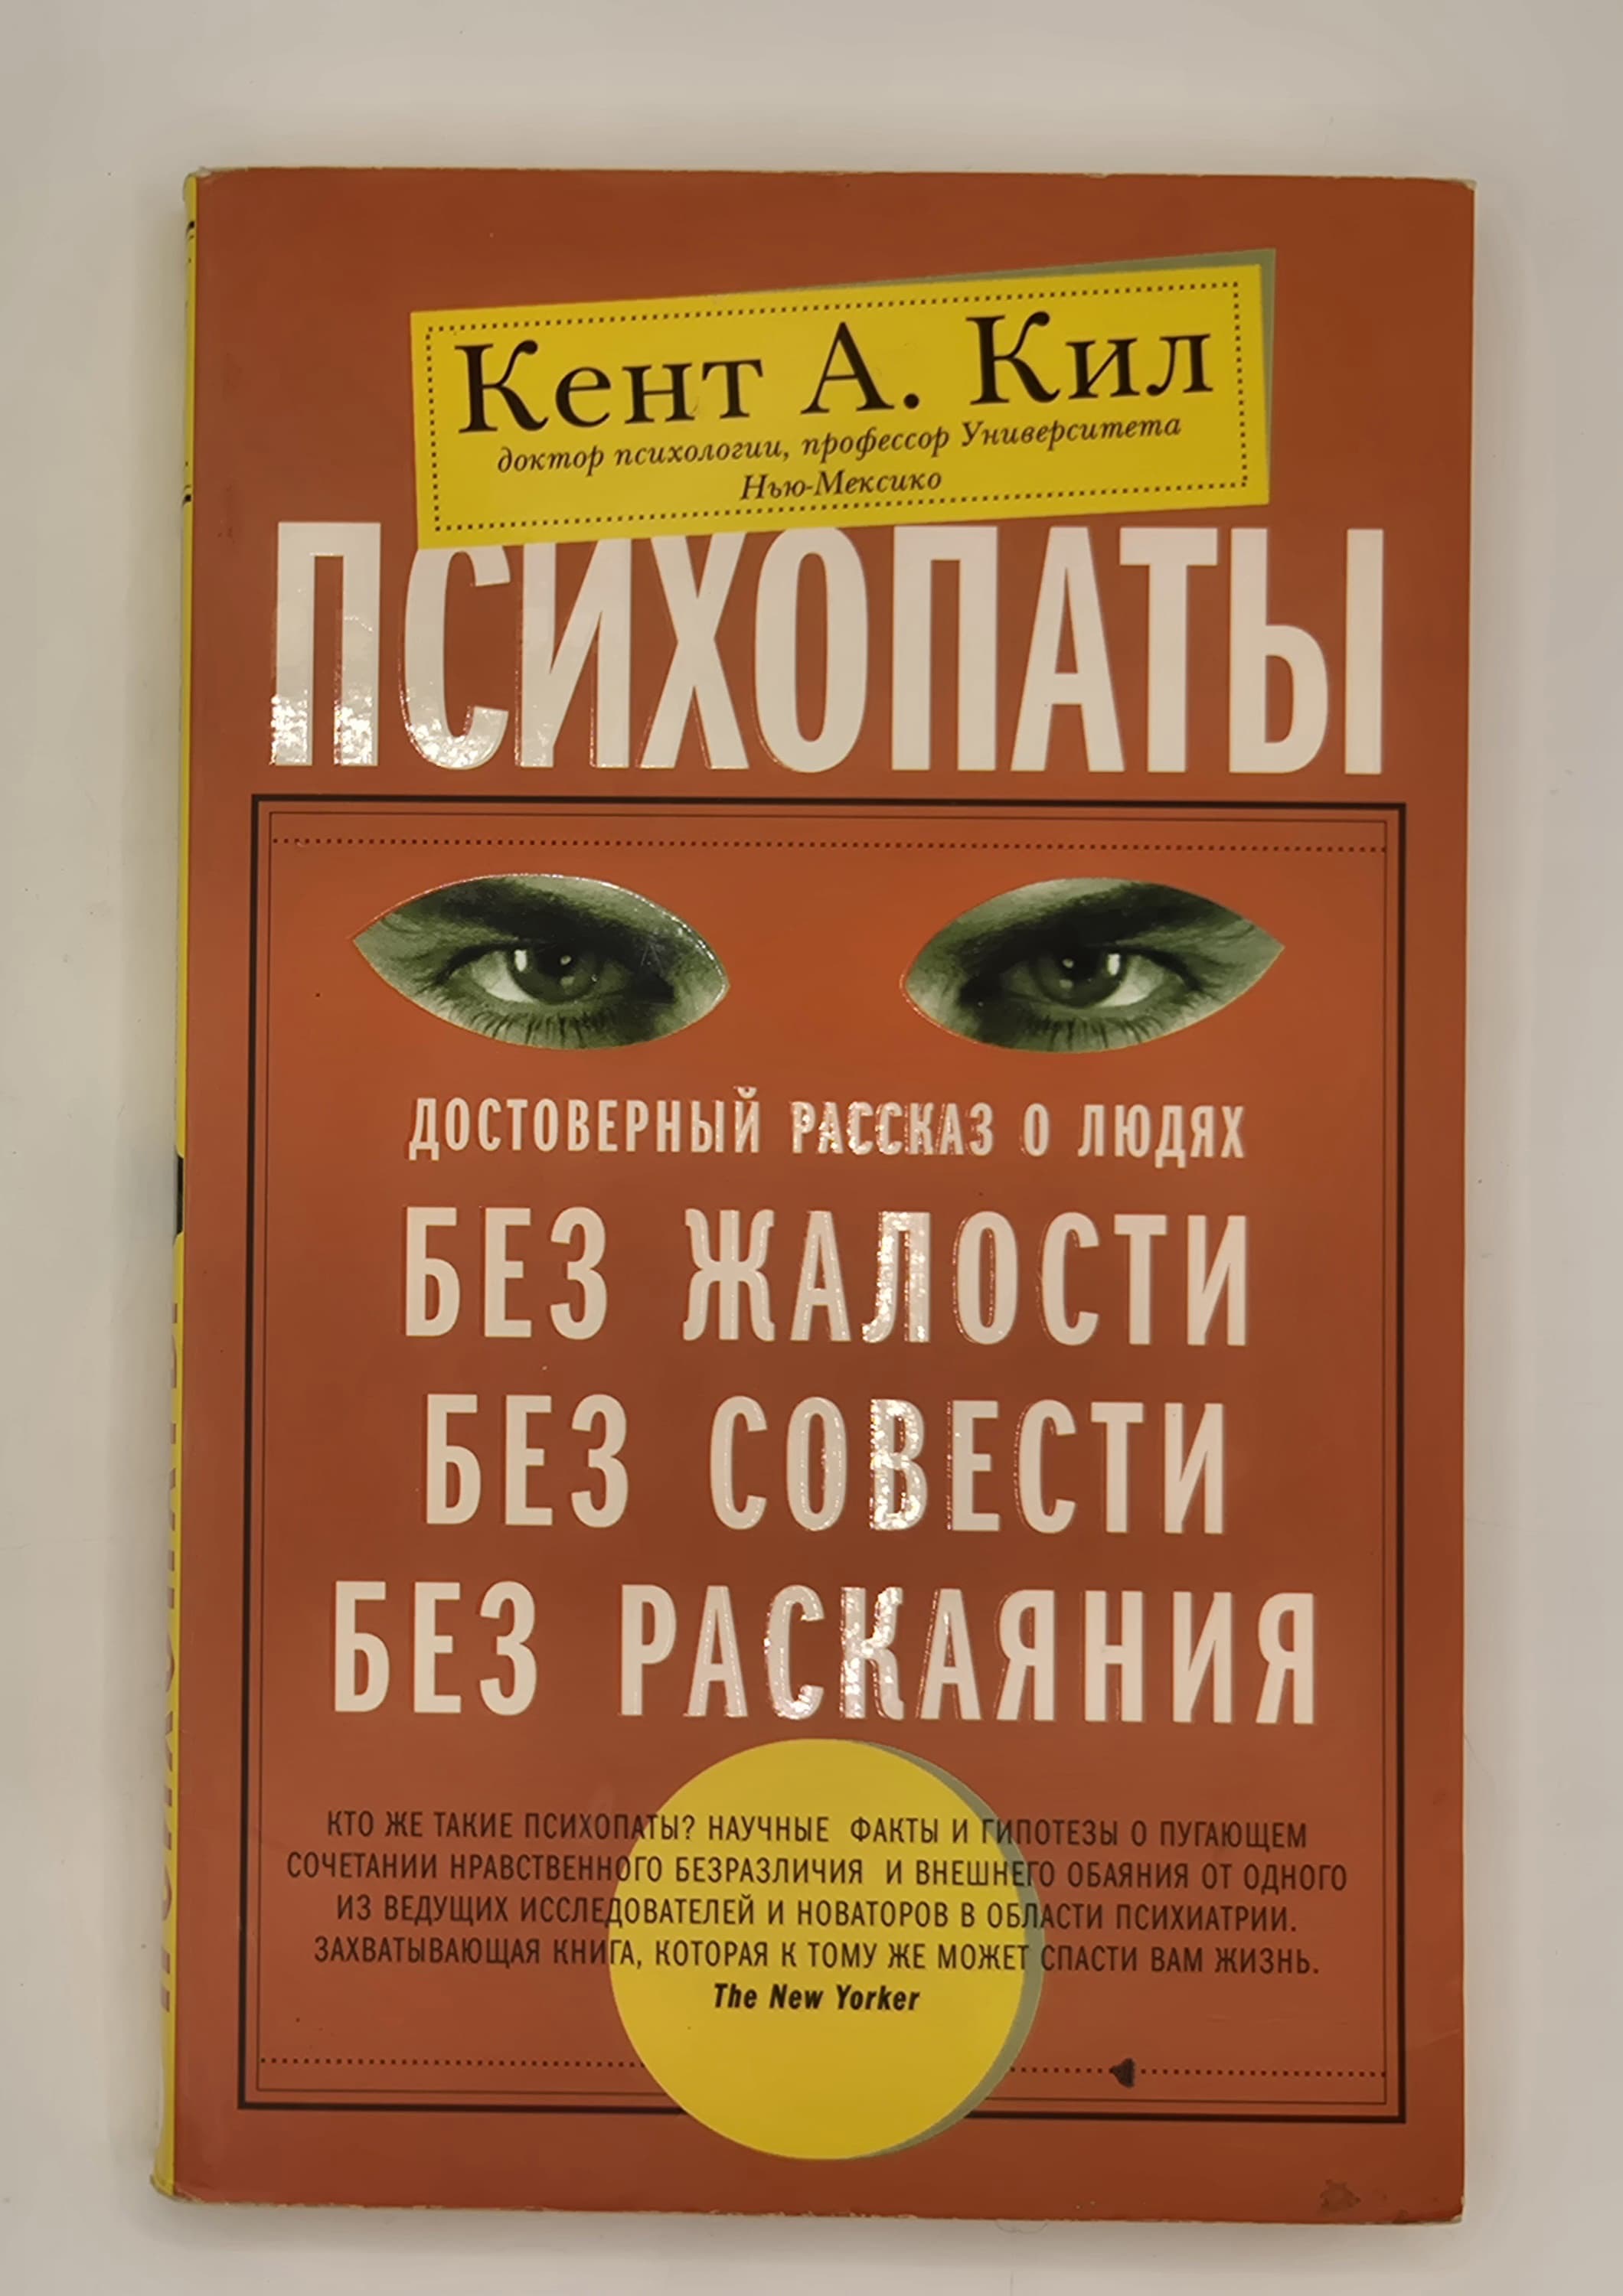 Кент А. Кил
доктор психологии, профессор Университета
Нью-Мексико
ПСИХОПАТЫ
ДОСТОВЕРНЫЙ РАССКАЗ О ЛЮДЯХ
БЕЗ ЖАЛОСТИ
БЕЗ СОВЕСТИ
БЕЗ РАСКАЯНИЯ
КТО ЖЕ ТАКИЕ ПСИХОПАТЫ? НАУЧНЫЕ ФАКТЫ И ГИПОТЕЗЫ О ПУГАЮЩЕМ
СОЧЕТАНИИ НРАВСТВЕННОГО БЕЗРАЗЛИЧИЯ И ВНЕШНЕГО ОБАЯНИЯ ОТ ОДНОГО
ИЗ ВЕДУЩИХ ИССЛЕДОВАТЕЛЕЙ И НОВАТОРОВ В ОБЛАСТИ ПСИХИАТРИИ.
ЗАХВАТЫВАЮЩАЯ КНИГА, КОТОРАЯ К ТОМУ ЖЕ МОЖЕТ СПАСТИ ВАМ ЖИЗНЬ.
The New Yorker